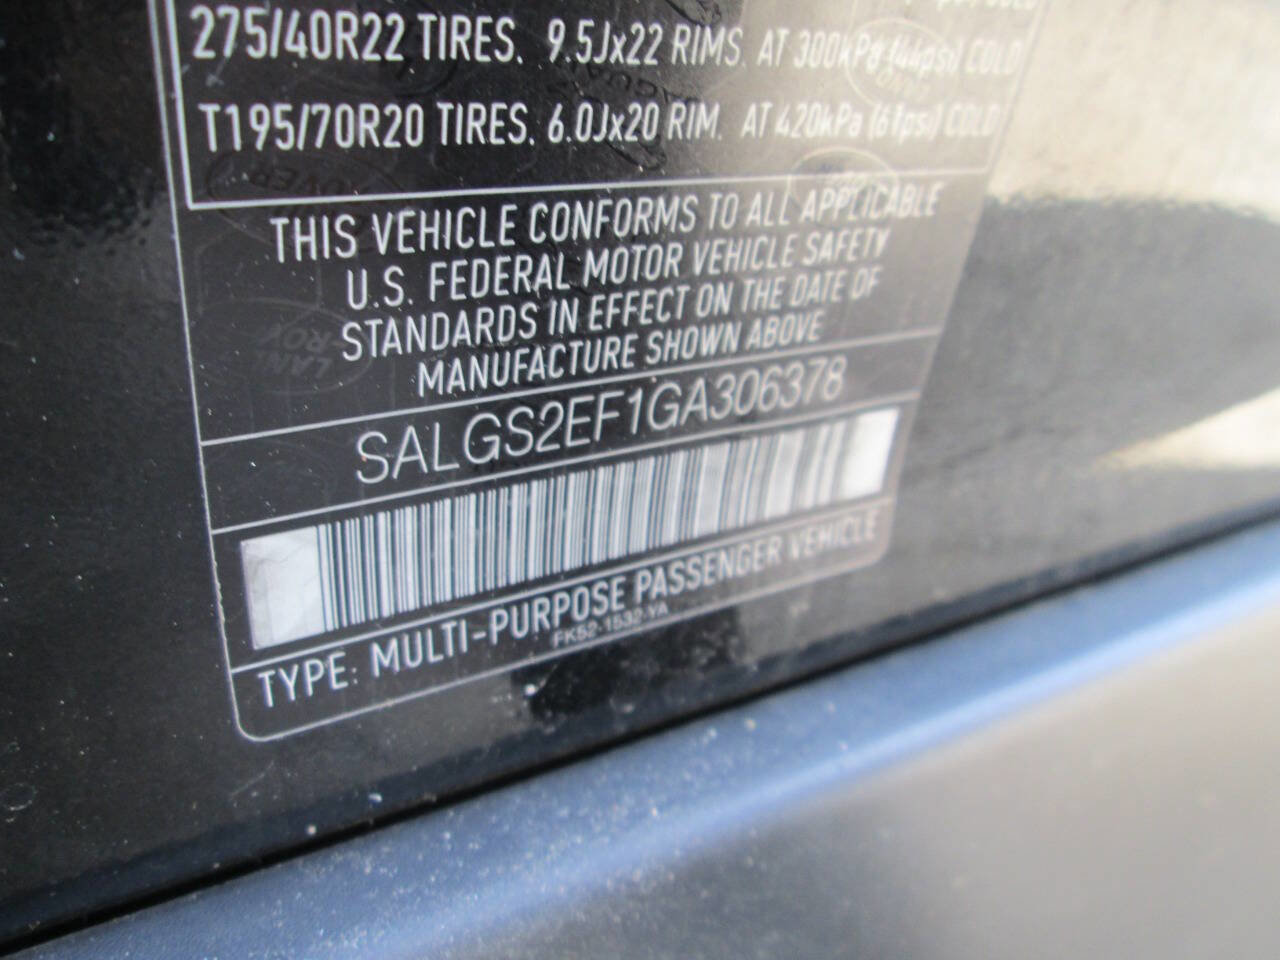 275/40R22 TIRES. 9.5Jx22 RIMS. AT 300kPa (44psi) COLD
T195/70R20 TIRES. 6.0Jx20 RIM. AT 420kPa (61psi) COLD
THIS VEHICLE CONFORMS TO ALL APPLICABLE
U.S. FEDERAL MOTOR VEHICLE SAFETY
STANDARDS IN EFFECT ON THE DATE OF
MANUFACTURE SHOWN ABOVE
SALGS2EF1GA306378
TYPE: MULTI-PURPOSE PASSENGER VEHICLE
FK52-1532-YA